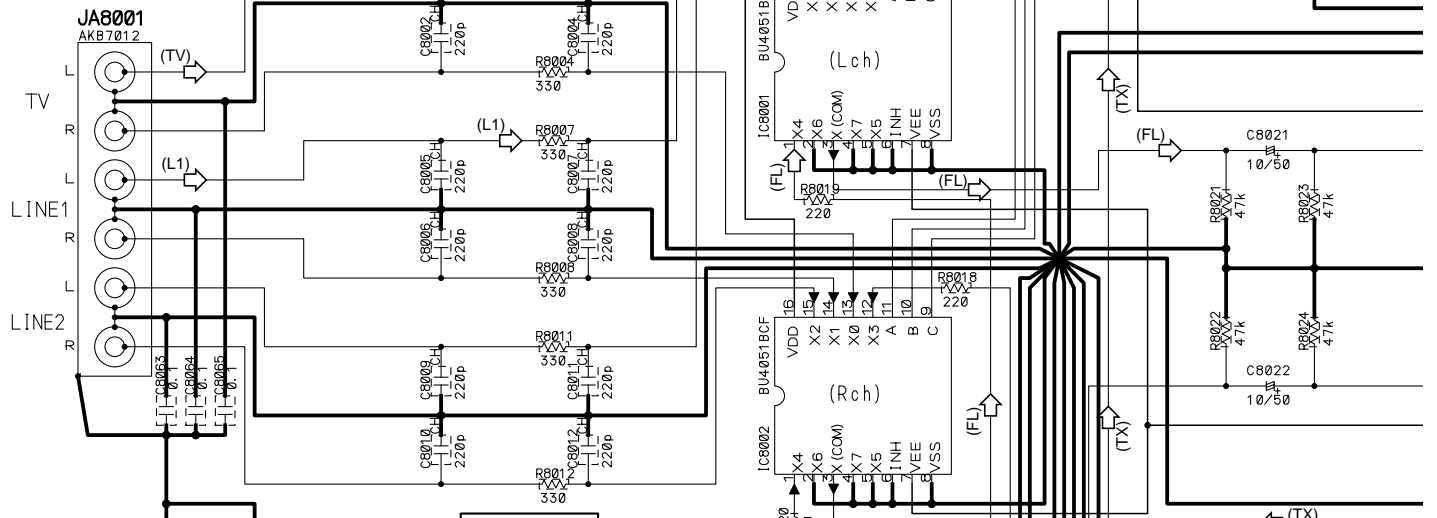 JA8001
AKB7012
(TV)
L
TV
R
L
(L1)
LINE1
R
L
LINE2
R
C8063
0.1
C8064
0.1
C8065
0.1
CH
C8002
220p
CH
C8004
220p
R8004
330
(L1)
R8007
330
CH
C8005
220p
CH
C8007
220p
CH
C8006
220p
CH
C8008
220p
R8008
330
R8011
330
CH
C8009
220p
CH
C8011
220p
CH
C8010
220p
CH
C8012
220p
R8012
330
IC8001
(Lch)
1 X4
2 X6
3 X (COM)
4 X7
5 X5
6 INH
7 VEE
8 VSS
(FL)
R8019
220
(FL)
R8018
220
16 VDD
15 X2
14 X1
13 X0
12 X3
11 A
10 B
9 C
IC8002
BU4051BCF
(Rch)
1 X4
2 X6
3 X (COM)
4 X7
5 X5
6 INH
7 VEE
8 VSS
(FL)
(TX)
(TX)
(FL)
C8021
10/50
R8021
47k
R8023
47k
R8022
47k
R8024
47k
C8022
10/50
(TX)